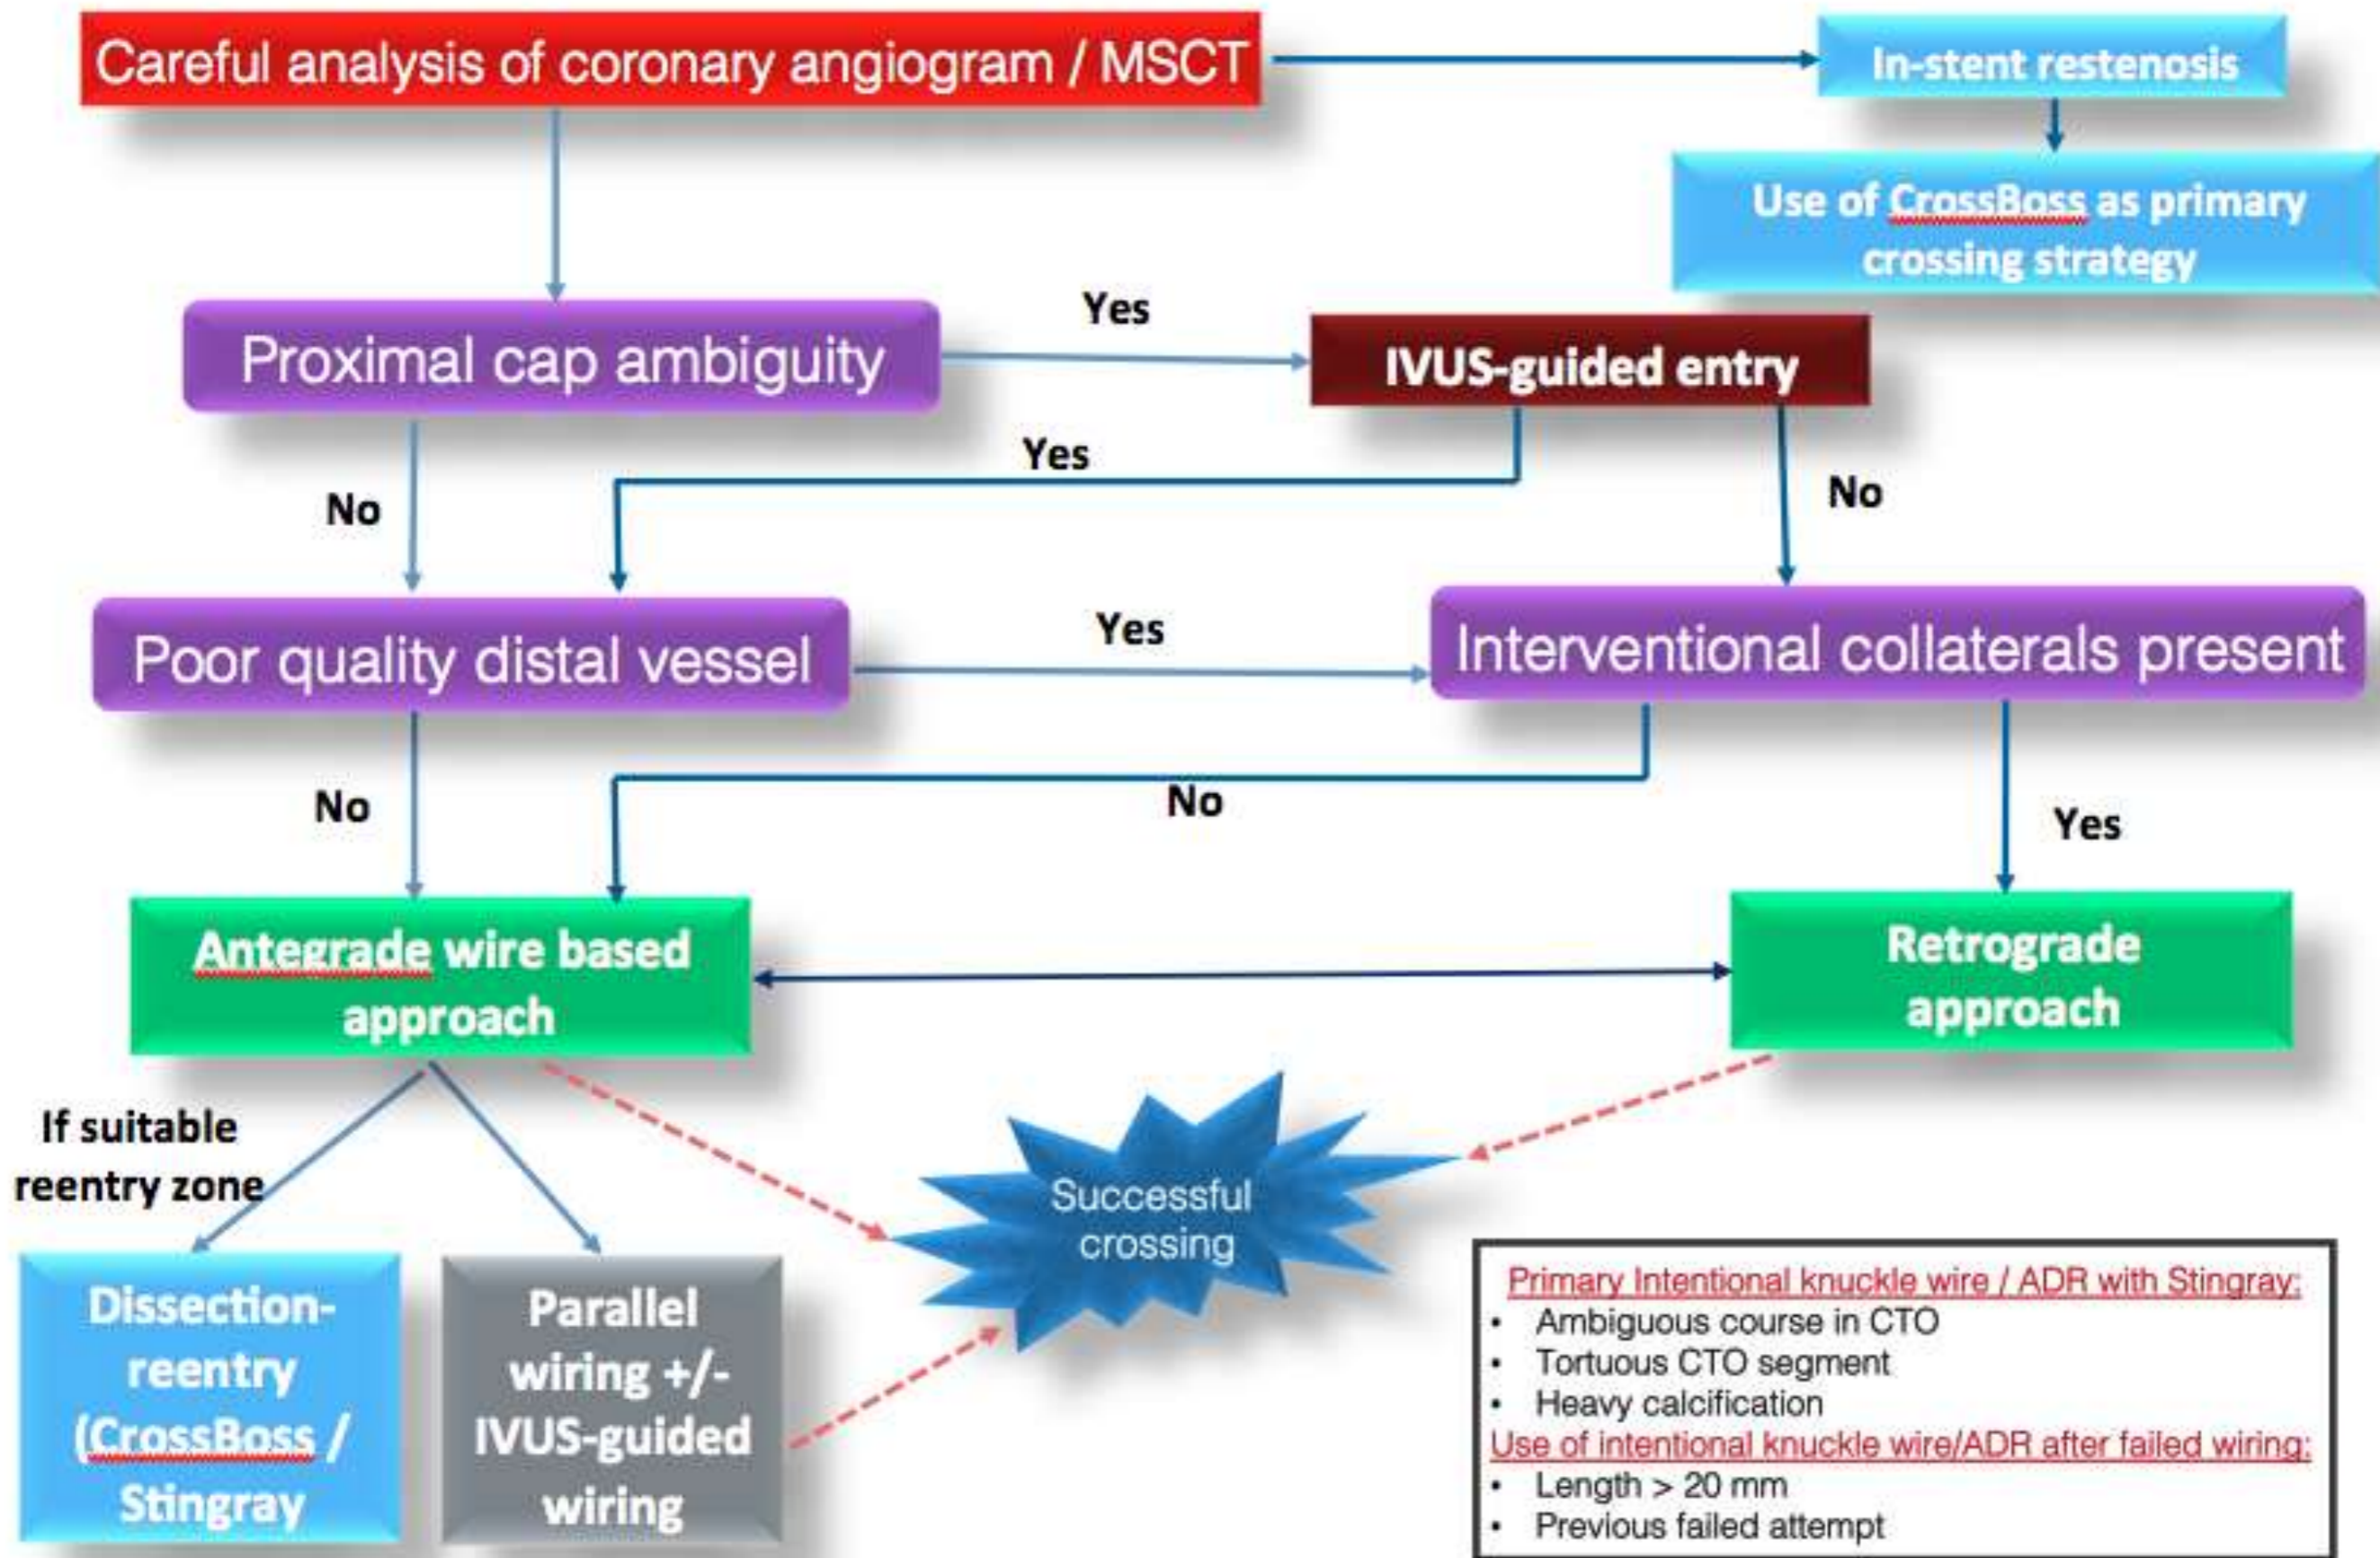 Careful analysis of coronary angiogram / MSCT
In-stent restenosis
Use of CrossBoss as primary
crossing strategy
Proximal cap ambiguity
Yes
IVUS-guided entry
Yes
No
No
Poor quality distal vessel
Yes
Interventional collaterals present
No
No
Yes
Antegrade wire based
approach
Retrograde
approach
If suitable
reentry zone
Successful
crossing
Dissection-
reentry
(CrossBoss /
Stingray
Parallel
wiring +/-
IVUS-guided
wiring
Primary Intentional knuckle wire / ADR with Stingray:
• Ambiguous course in CTO
• Tortuous CTO segment
• Heavy calcification
Use of intentional knuckle wire/ADR after failed wiring:
• Length > 20 mm
• Previous failed attempt